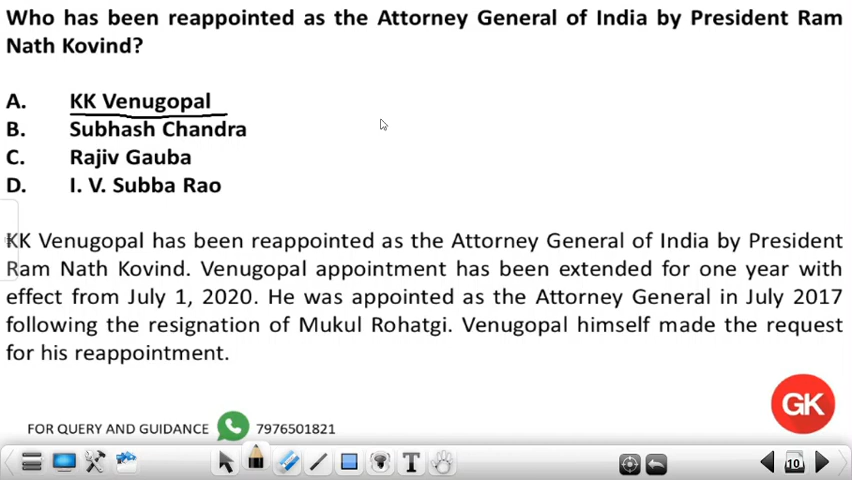 Who has been reappointed as the Attorney General of India by President Ram
Nath Kovind?
A. KK Venugopal
B. Subhash Chandra
C. Rajiv Gauba
D. I. V. Subba Rao
KK Venugopal has been reappointed as the Attorney General of India by President
Ram Nath Kovind. Venugopal appointment has been extended for one year with
effect from July 1, 2020. He was appointed as the Attorney General in July 2017
following the resignation of Mukul Rohatgi. Venugopal himself made the request
for his reappointment.
GK
FOR QUERY AND GUIDANCE 7976501821
T
10